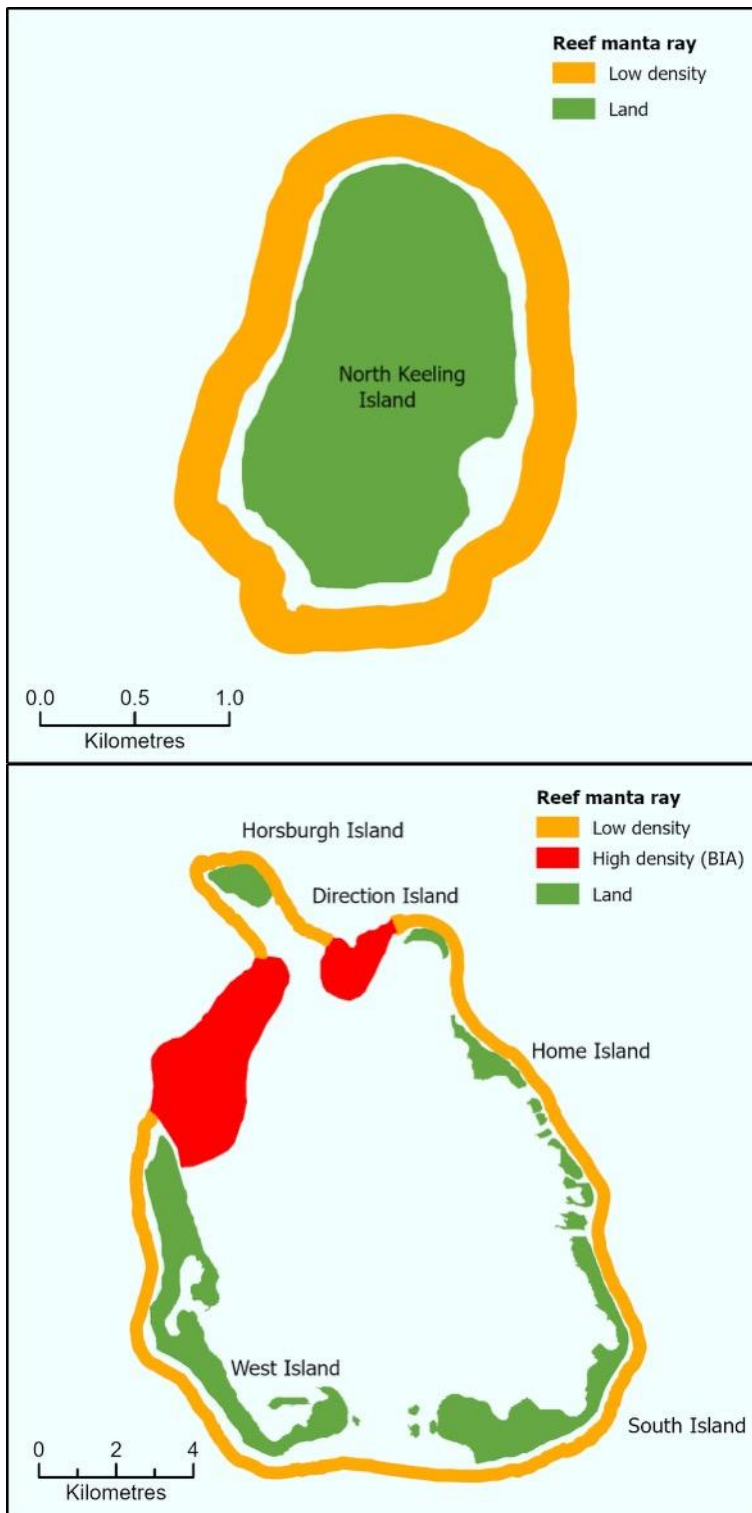 Reef manta ray
Low density
Land
North Keeling
Island
0.0 0.5 1.0
Kilometres
Reef manta ray
Low density
High density (BIA)
Land
Horsburgh Island
Direction Island
Home Island
West Island
South Island
0 2 4
Kilometres